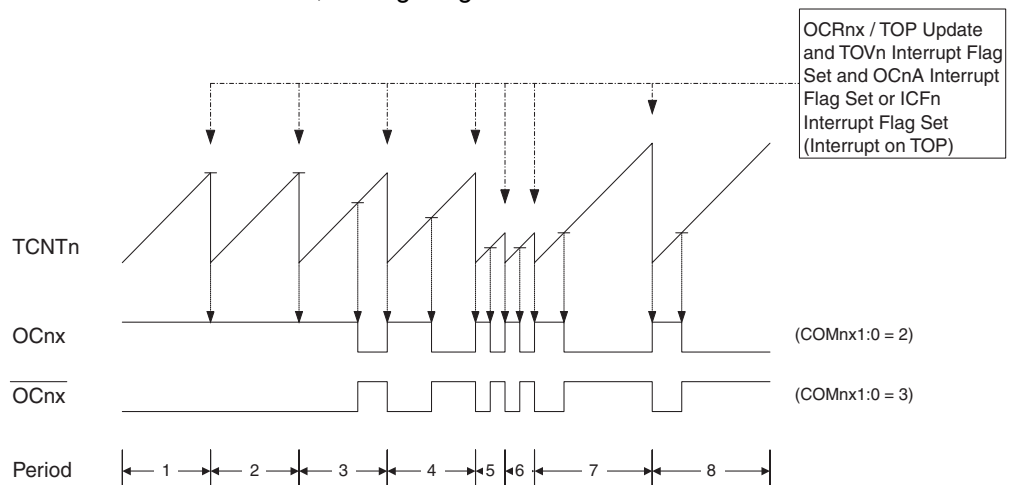 OCRnx / TOP Update
and TOVn Interrupt Flag
Set and OCnA Interrupt
Flag Set or ICFn
Interrupt Flag Set
(Interrupt on TOP)
TCNTn
OCnx
(COMnx1:0 = 2)
OCnx
(COMnx1:0 = 3)
Period 1 2 3 4 5 6 7 8